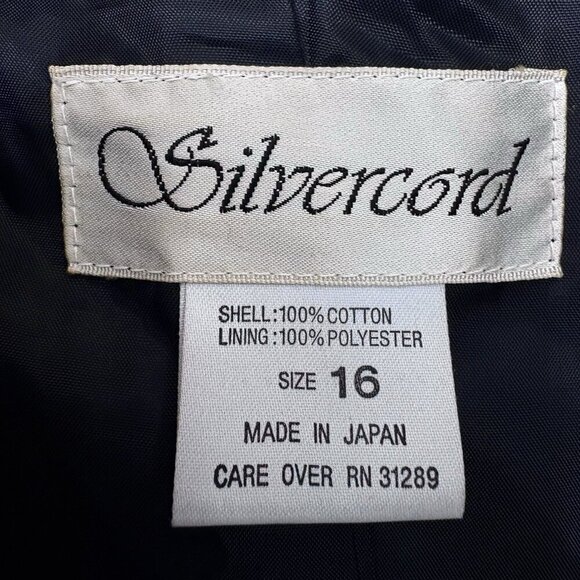 Silvercord
SHELL:100% COTTON
LINING:100% POLYESTER
SIZE 16
MADE IN JAPAN
CARE OVER RN 31289